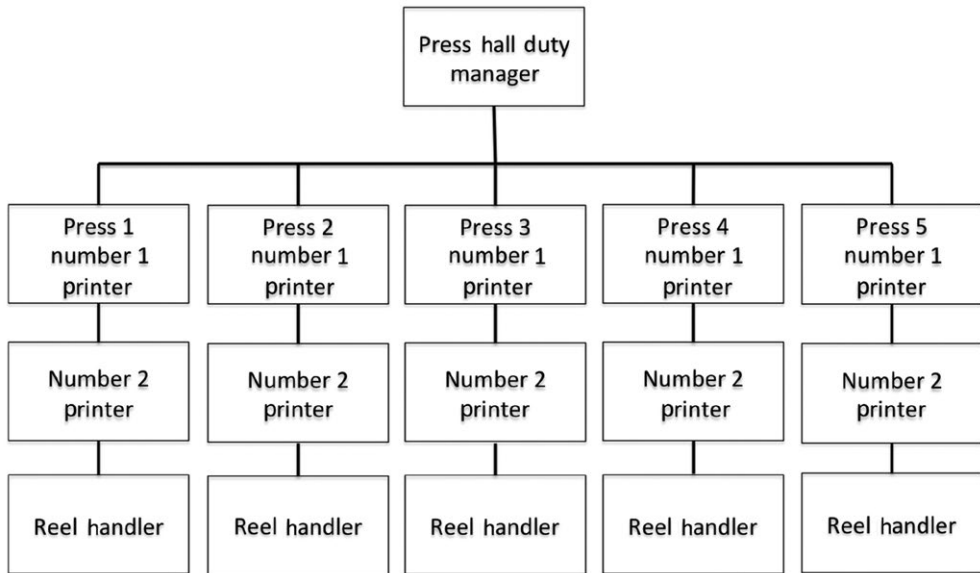 Press hall duty
manager
Press 1
number 1
printer
Press 2
number 1
printer
Press 3
number 1
printer
Press 4
number 1
printer
Press 5
number 1
printer
Number 2
printer
Number 2
printer
Number 2
printer
Number 2
printer
Number 2
printer
Reel handler
Reel handler
Reel handler
Reel handler
Reel handler